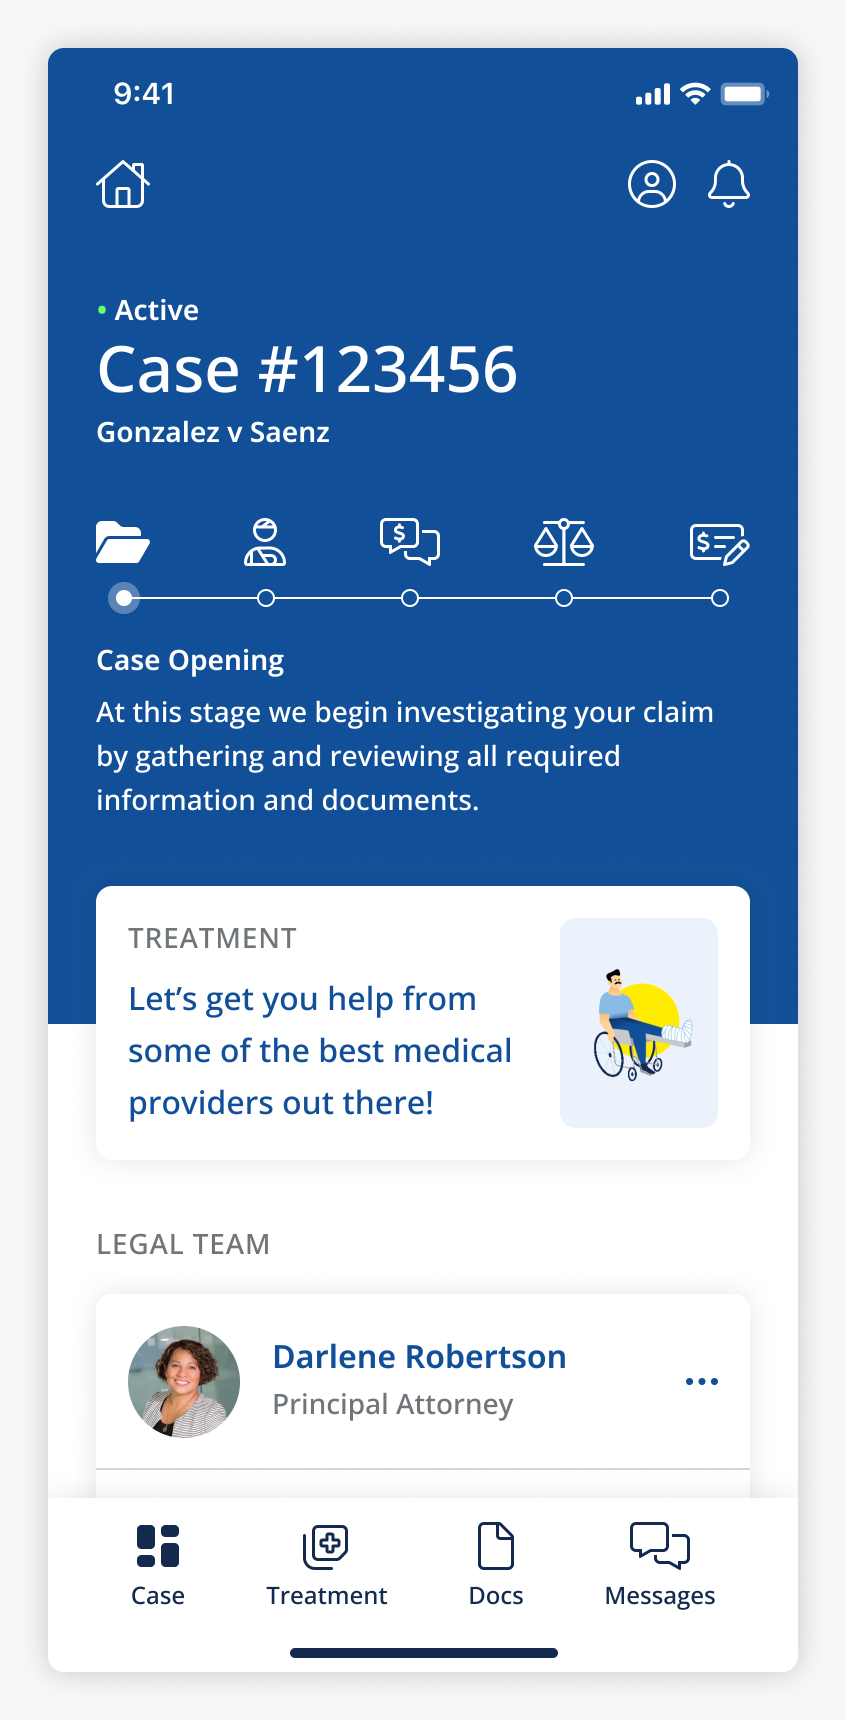 9:41
• Active
Case #123456
Gonzalez v Saenz
$
$
Case Opening
At this stage we begin investigating your claim
by gathering and reviewing all required
information and documents.
TREATMENT
Let’s get you help from
some of the best medical
providers out there!
LEGAL TEAM
Darlene Robertson
Principal Attorney
Case
Treatment
Docs
Messages